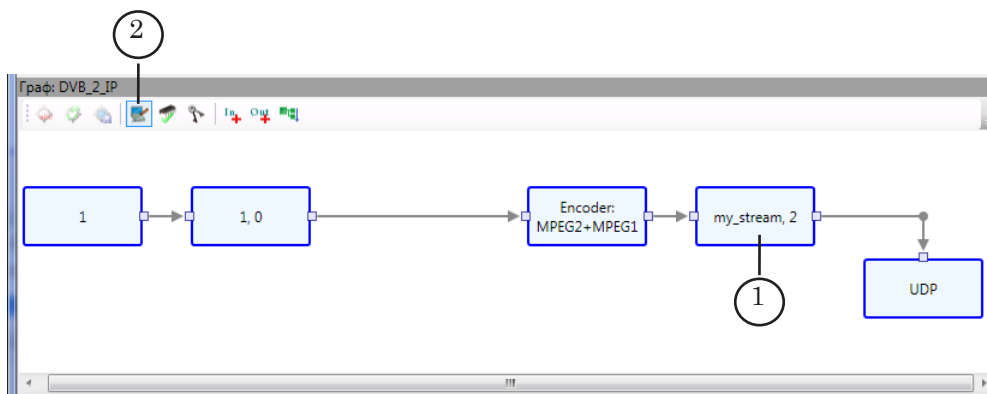 2
Граф: DVB_2_IP
In Out
1
1, 0
Encoder:
MPEG2+MPEG1
my_stream, 2
UDP
1